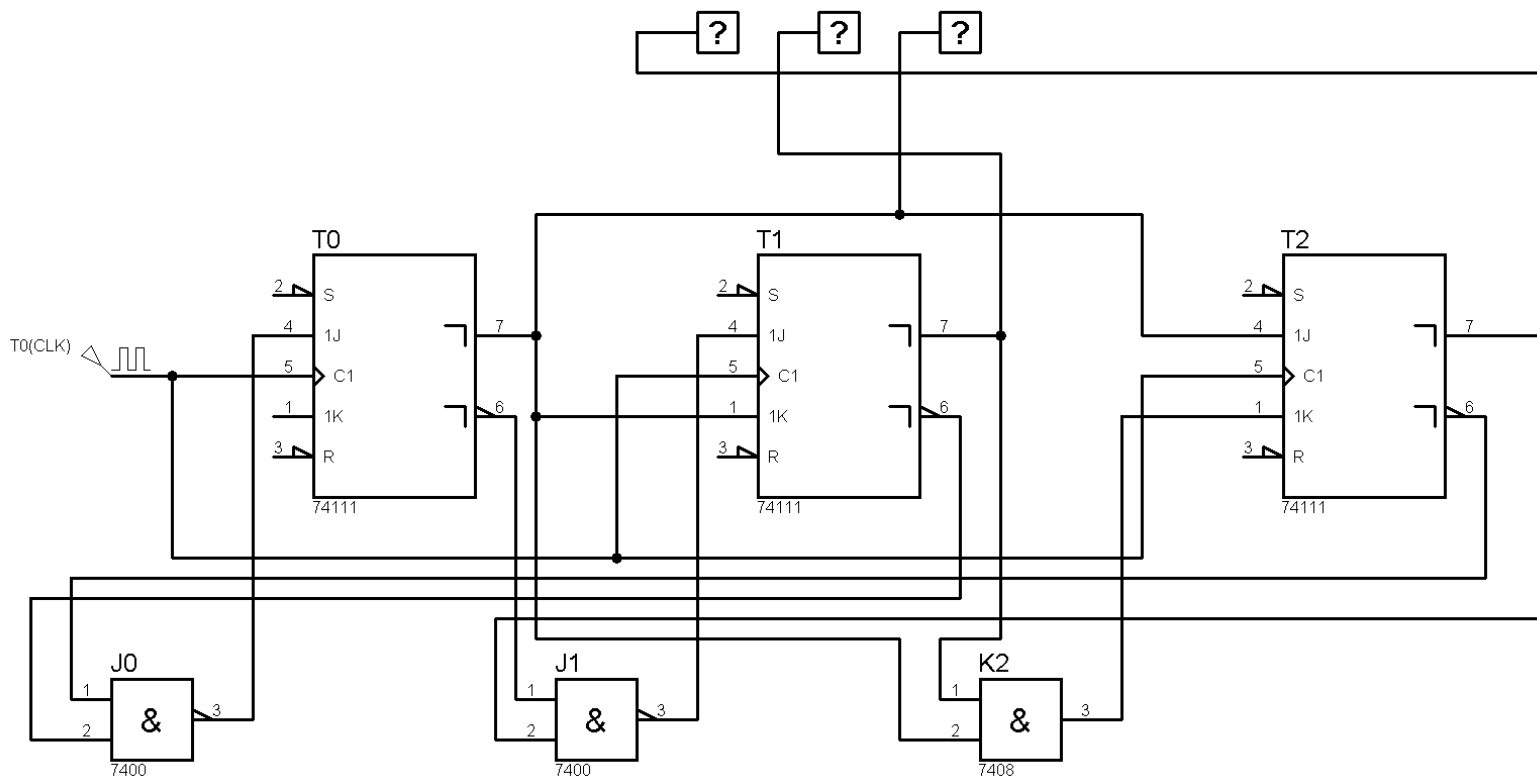 ? ? ?
T0 T1 T2
2 S 2 S 2 S
4 1J 7 4 1J 7 4 1J 7
T0(CLK)
5 C1 5 C1 5 C1
1 1K 6 1 1K 6 1 1K 6
3 R 3 R 3 R
74111 74111 74111
J0 J1 K2
1 1 1
& 3 & 3 & 3
2 2 2
7400 7400 7408